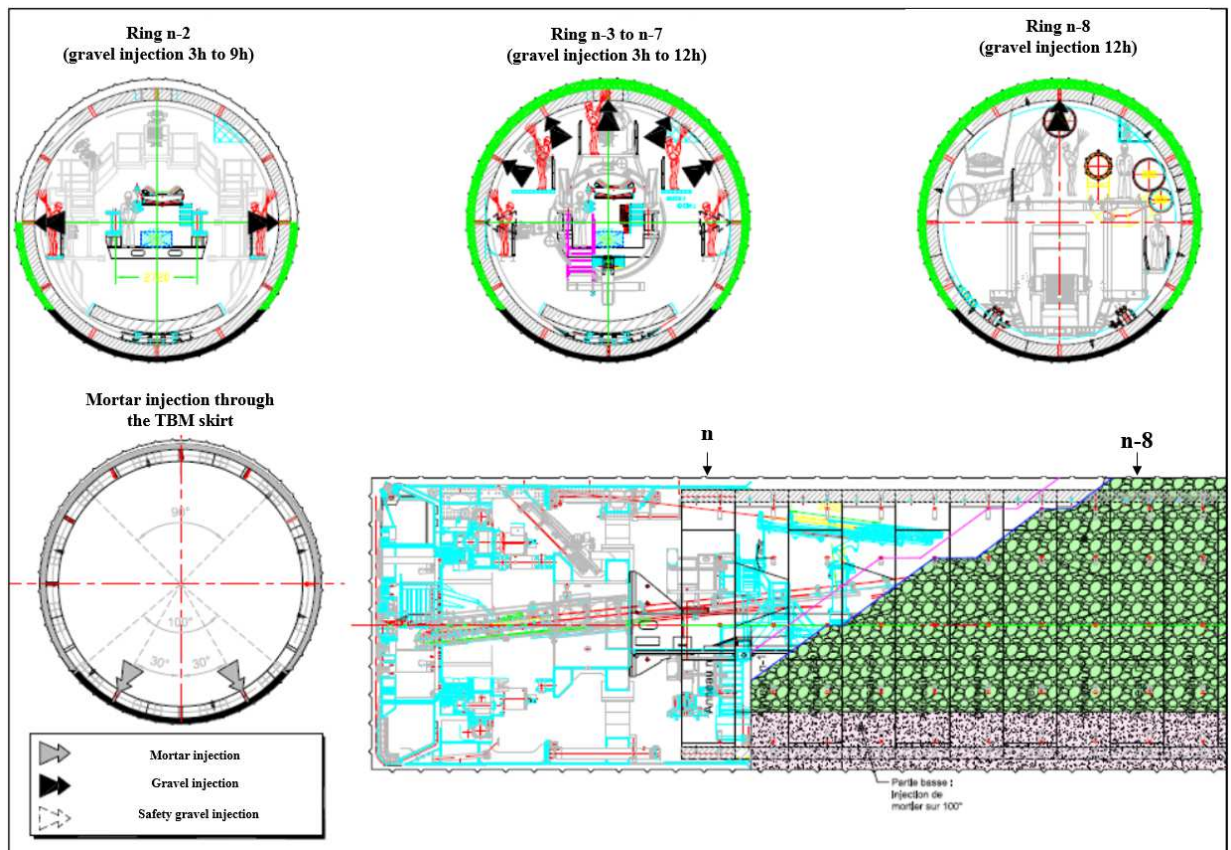 Ring n-2
(gravel injection 3h to 9h)
Ring n-3 to n-7
(gravel injection 3h to 12h)
Ring n-8
(gravel injection 12h)
Mortar injection through
the TBM skirt
90°
100°
30°
30°
n
n-8
Mortar injection
Gravel injection
Safety gravel injection
Partie basse :
Injection de
mortier sur 100°